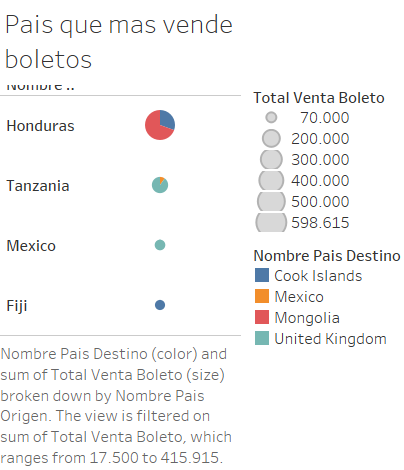 Pais que mas vende
boletos
Nombre ..
Honduras
Tanzania
Mexico
Fiji
Total Venta Boleto
70.000
200.000
300.000
400.000
500.000
598.615
Nombre Pais Destino
Cook Islands
Mexico
Mongolia
United Kingdom
Nombre Pais Destino (color) and
sum of Total Venta Boleto (size)
broken down by Nombre Pais
Origen. The view is filtered on
sum of Total Venta Boleto, which
ranges from 17.500 to 415.915.